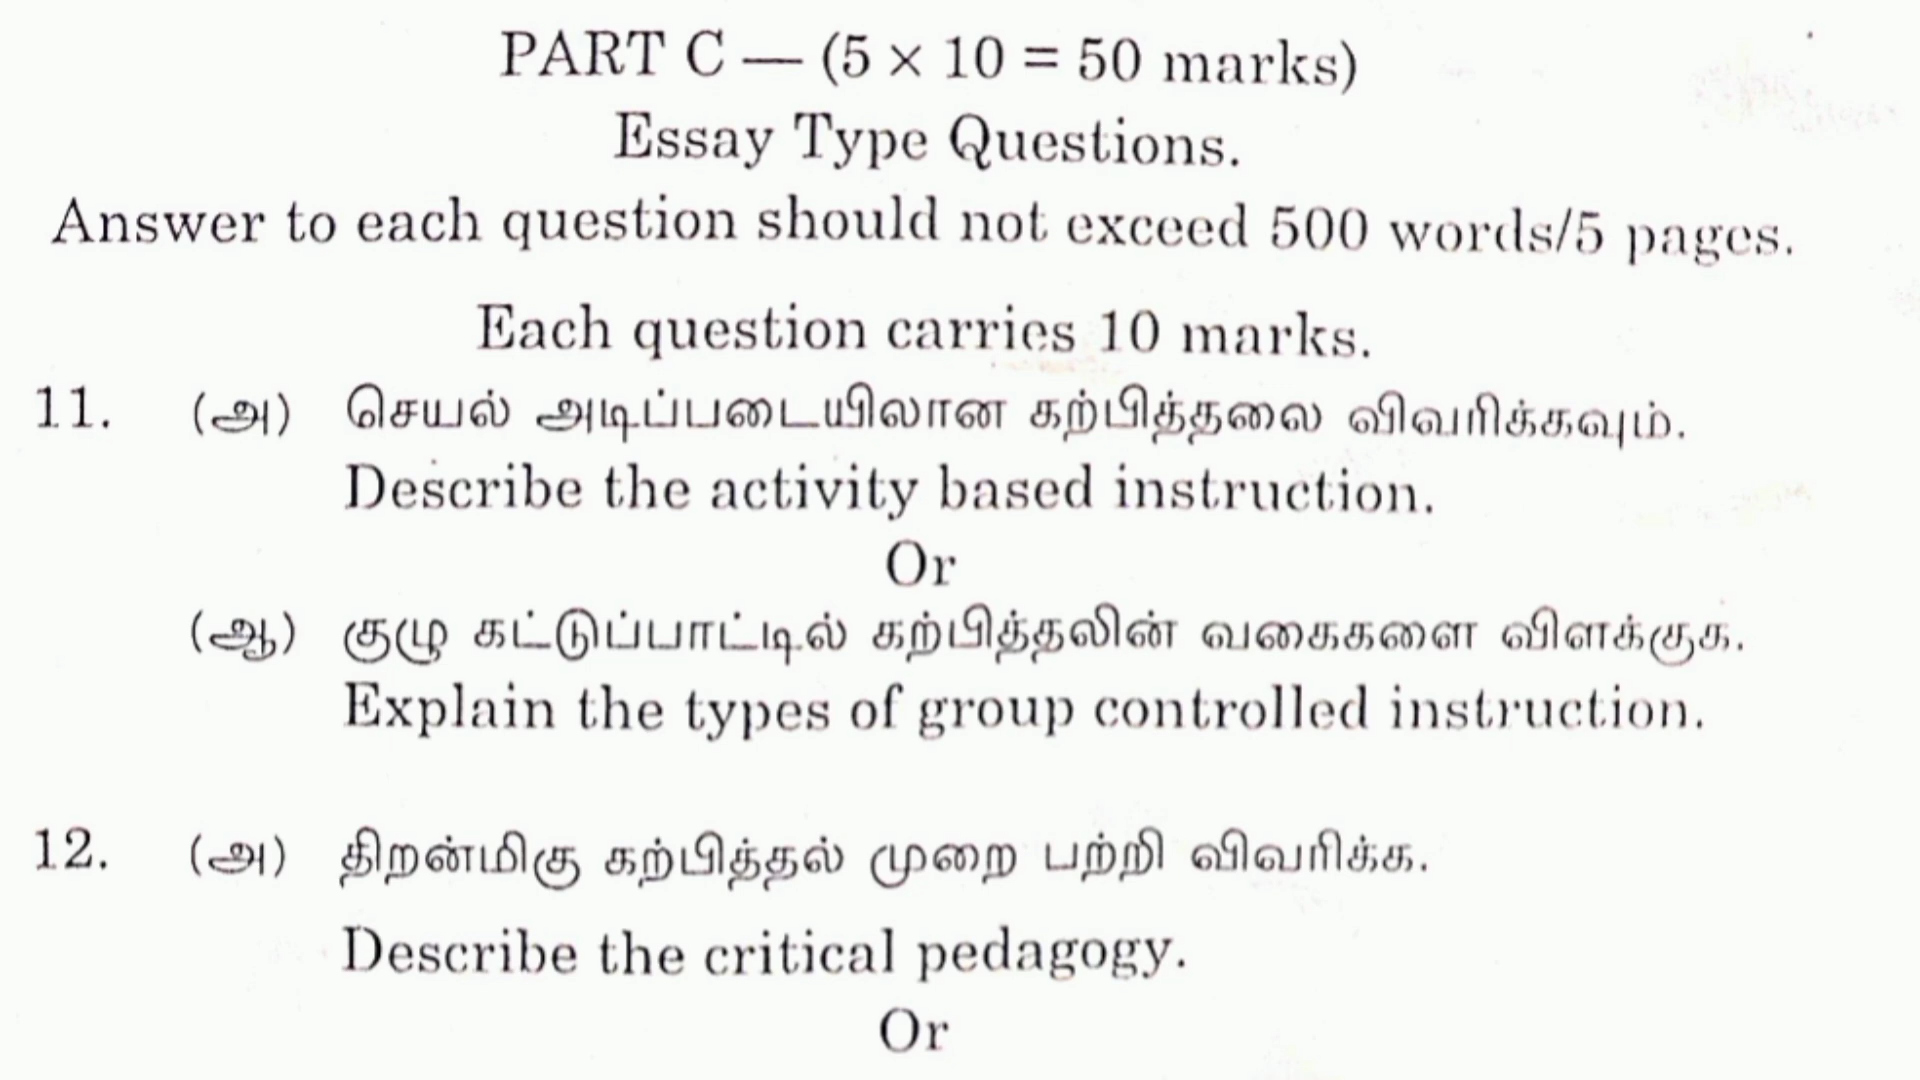 PART C — (5 × 10 = 50 marks)
Essay Type Questions.
Answer to each question should not exceed 500 words/5 pages.
Each question carries 10 marks.
11. (அ) செயல் அடிப்படையிலான கற்பித்தலை விவரிக்கவும்.
Describe the activity based instruction.
Or
(ஆ) குழு கட்டுப்பாட்டில் கற்பித்தலின் வகைகளை விளக்குக.
Explain the types of group controlled instruction.
12. (அ) திறன்மிகு கற்பித்தல் முறை பற்றி விவரிக்க.
Describe the critical pedagogy.
Or